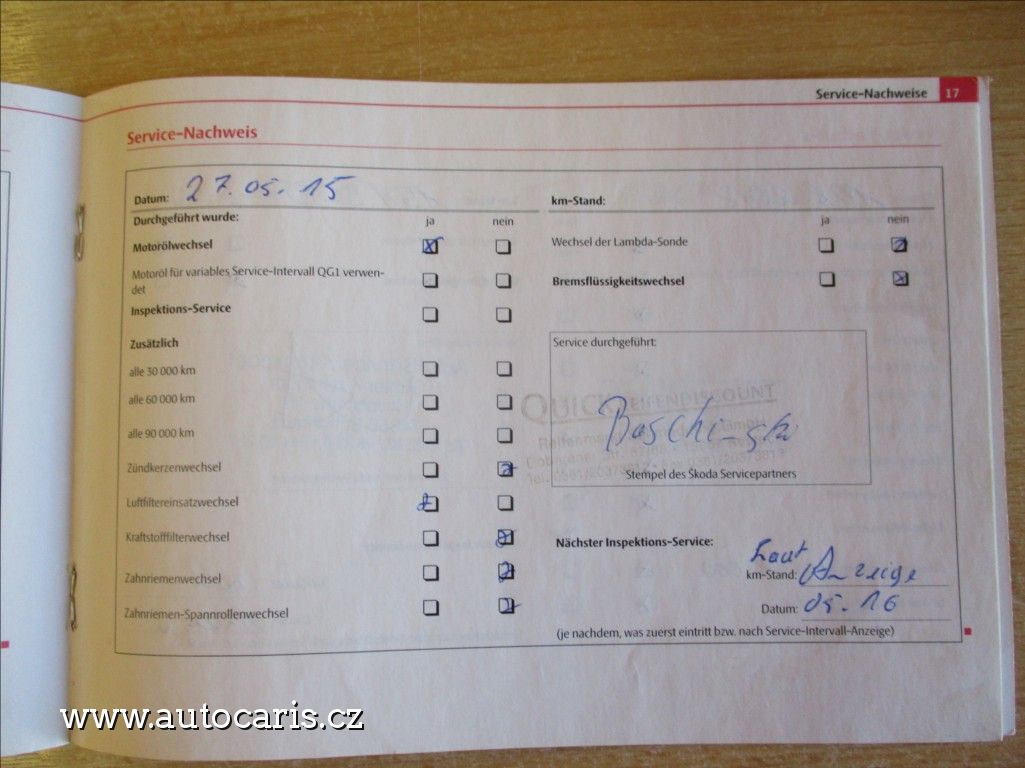 Service-Nachweise 17
Service-Nachweis
Datum: 27.05.15
km-Stand:
Durchgeführt wurde: ja nein
ja nein
Motorölwechsel
Wechsel der Lambda-Sonde
Motoröl für variables Service-Intervall QG1 verwen-
det
Bremsflüssigkeitswechsel
Inspektions-Service
Zusätzlich
Service durchgeführt:
alle 30 000 km
alle 60 000 km
QUICK REIFENDISCOUNT
alle 90 000 km
Zündkerzenwechsel
Stempel des Škoda Servicepartners
Luftfiltereinsatzwechsel
Kraftstofffilterwechsel
Nächster Inspektions-Service:
Laut
km-Stand: Anzeige
Zahnriemenwechsel
Datum: 05.16
Zahnriemen-Spannrollenwechsel
(je nachdem, was zuerst eintritt bzw. nach Service-Intervall-Anzeige)
www.autocaris.cz